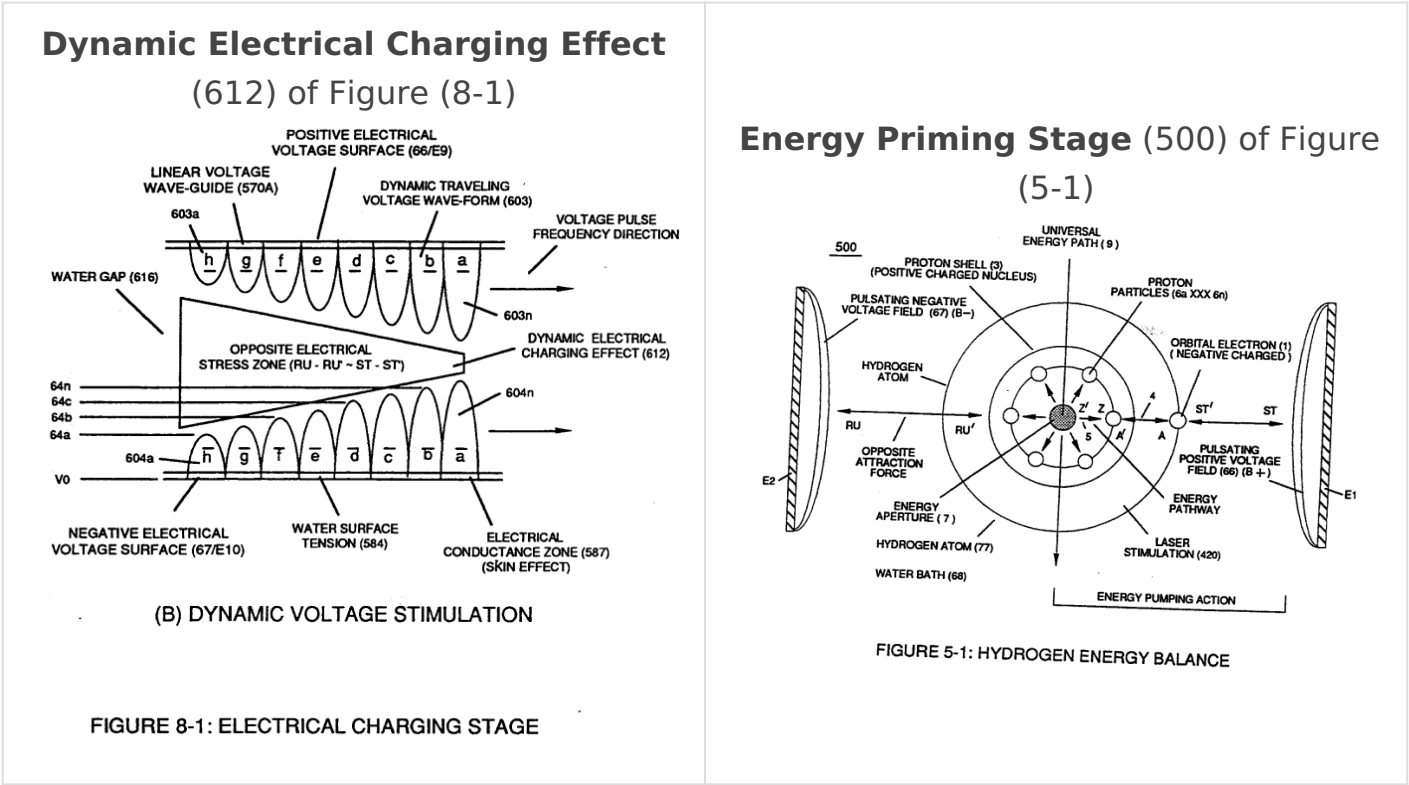 Dynamic Electrical Charging Effect
(612) of Figure (8-1)
POSITIVE ELECTRICAL
VOLTAGE SURFACE (66/E9)
LINEAR VOLTAGE
WAVE-GUIDE (570A)
DYNAMIC TRAVELING
VOLTAGE WAVE-FORM (603)
603a
VOLTAGE PULSE
FREQUENCY DIRECTION
h g f e d c b a
WATER GAP (616)
603n
DYNAMIC ELECTRICAL
CHARGING EFFECT (612)
OPPOSITE ELECTRICAL
STRESS ZONE (RU - RU' ~ ST - ST')
64n
64c
64b
64a
604n
604a
h g f e d c b a
V0
NEGATIVE ELECTRICAL
VOLTAGE SURFACE (67/E10)
WATER SURFACE
TENSION (584)
ELECTRICAL
CONDUCTANCE ZONE (587)
(SKIN EFFECT)
(B) DYNAMIC VOLTAGE STIMULATION
FIGURE 8-1: ELECTRICAL CHARGING STAGE
Energy Priming Stage (500) of Figure
(5-1)
500
UNIVERSAL
ENERGY PATH (9)
PROTON SHELL (3)
(POSITIVE CHARGED NUCLEUS)
PROTON
PARTICLES (6a XXX 6n)
PULSATING NEGATIVE
VOLTAGE FIELD (67) (B-)
ORBITAL ELECTRON (1)
(NEGATIVE CHARGED)
HYDROGEN
ATOM
4
Z' Z
ST' ST
RU RU'
5
A' A
OPPOSITE
ATTRACTION
FORCE
PULSATING
POSITIVE VOLTAGE
FIELD (66) (B+)
E2
E1
ENERGY
APERTURE (7)
ENERGY
PATHWAY
HYDROGEN ATOM (77)
LASER
STIMULATION (420)
WATER BATH (68)
ENERGY PUMPING ACTION
FIGURE 5-1: HYDROGEN ENERGY BALANCE